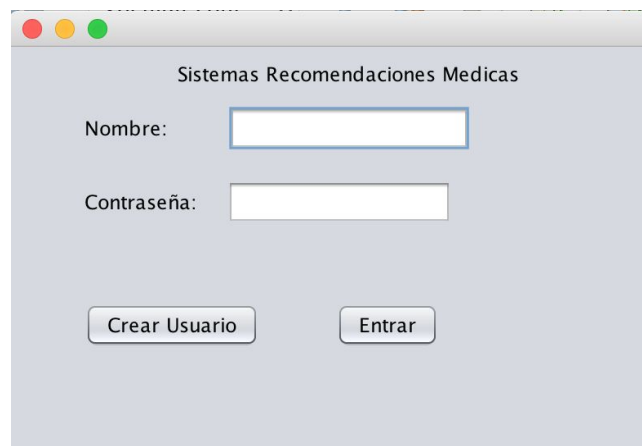 Sistemas Recomendaciones Medicas
Nombre:
Contraseña:
Crear Usuario
Entrar